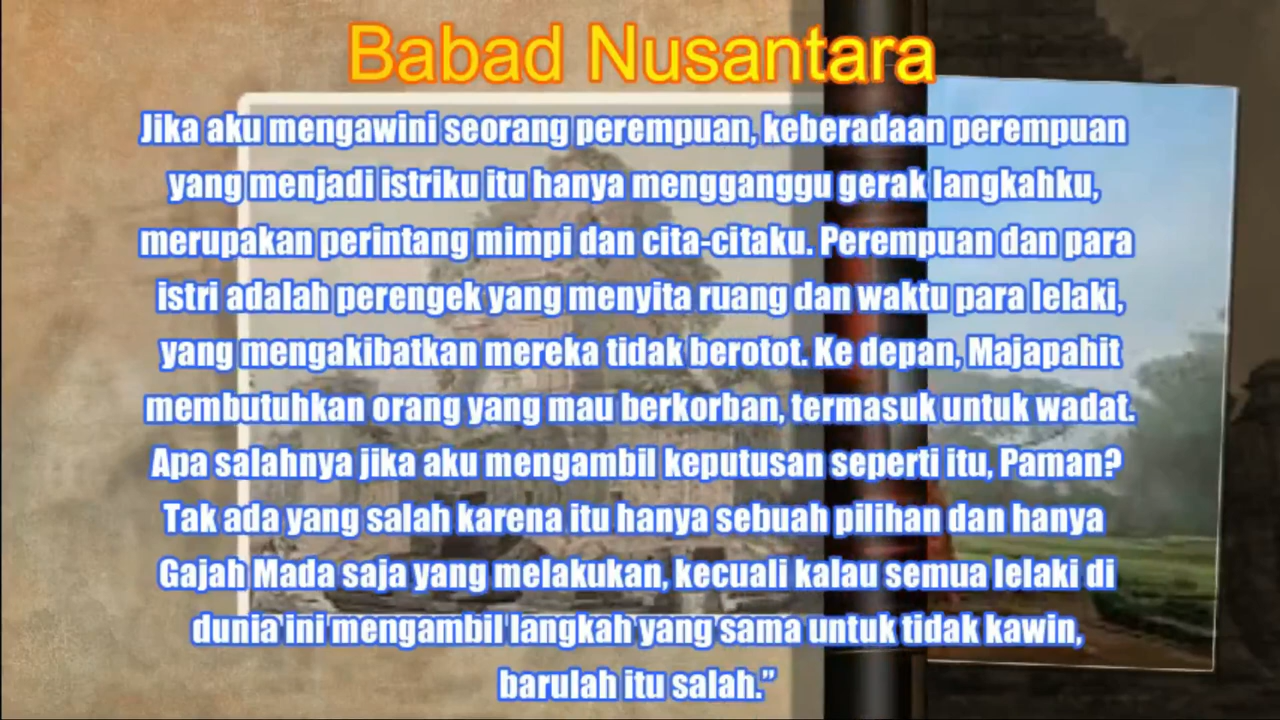 Babad Nusantara
Jika aku mengawini seorang perempuan, keberadaan perempuan
yang menjadi istriku itu hanya mengganggu gerak langkahku,
merupakan perintang mimpi dan cita-citaku. Perempuan dan para
istri adalah perengek yang menyita ruang dan waktu para lelaki,
yang mengakibatkan mereka tidak berotot. Ke depan, Majapahit
membutuhkan orang yang mau berkorban, termasuk untuk wadat.
Apa salahnya jika aku mengambil keputusan seperti itu, Paman?
Tak ada yang salah karena itu hanya sebuah pilihan dan hanya
Gajah Mada saja yang melakukan, kecuali kalau semua lelaki di
dunia ini mengambil langkah yang sama untuk tidak kawin,
barulah itu salah.”